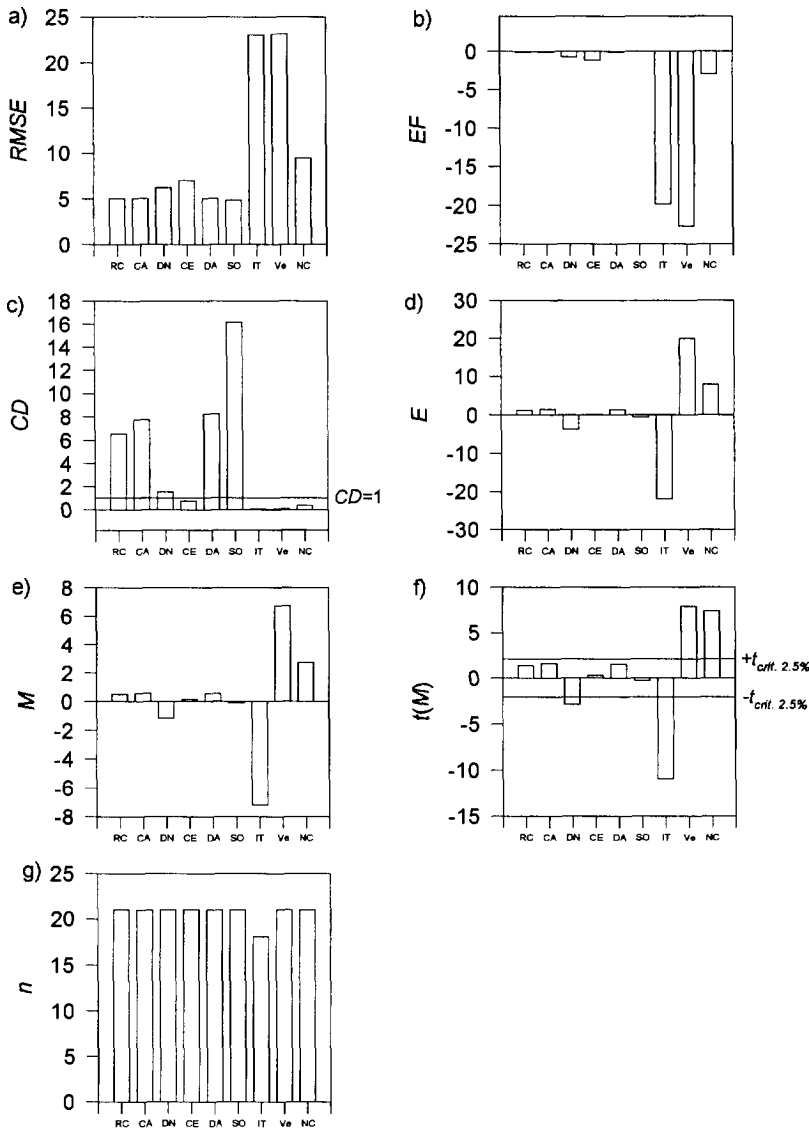 a)
25
20
15
10
5
0
RMSE
RC CA DN CE DA SO IT Ve NC
b)
0
-5
-10
-15
-20
-25
EF
RC CA DN CE DA SO IT Ve NC
c)
18
16
14
12
10
8
6
4
2
0
CD
CD=1
RC CA DN CE DA SO IT Ve NC
d)
30
20
10
0
-10
-20
-30
E
RC CA DN CE DA SO IT Ve NC
e)
8
6
4
2
0
-2
-4
-6
-8
M
RC CA DN CE DA SO IT Ve NC
f)
10
5
0
-5
-10
-15
t(M)
+t crit. 2.5%
-t crit. 2.5%
RC CA DN CE DA SO IT Ve NC
g)
25
20
15
10
5
0
n
RC CA DN CE DA SO IT Ve NC